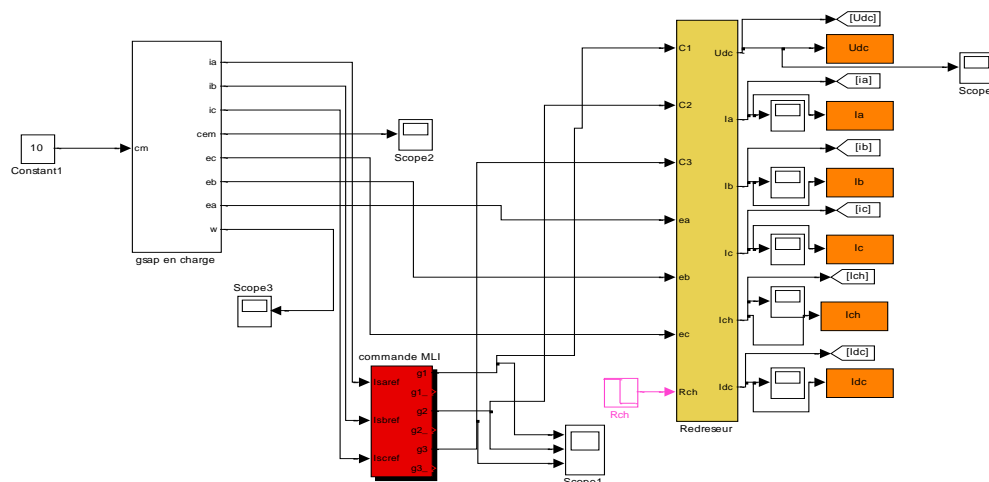 10
Constant1
cm
ia
ib
ic
cem
ec
eb
ea
w
gsap en charge
Scope2
Scope3
commande MLI
Isaref
Isbref
Iscref
g1
g1_
g2
g2_
g3
g3_
Scope1
Rch
C1
C2
C3
ea
eb
ec
Rch
Udc
Ia
Ib
Ic
Ich
Idc
Redreseur
[Udc]
Udc
Scope
[ia]
Ia
[ib]
Ib
[ic]
Ic
[Ich]
Ich
[Idc]
Idc